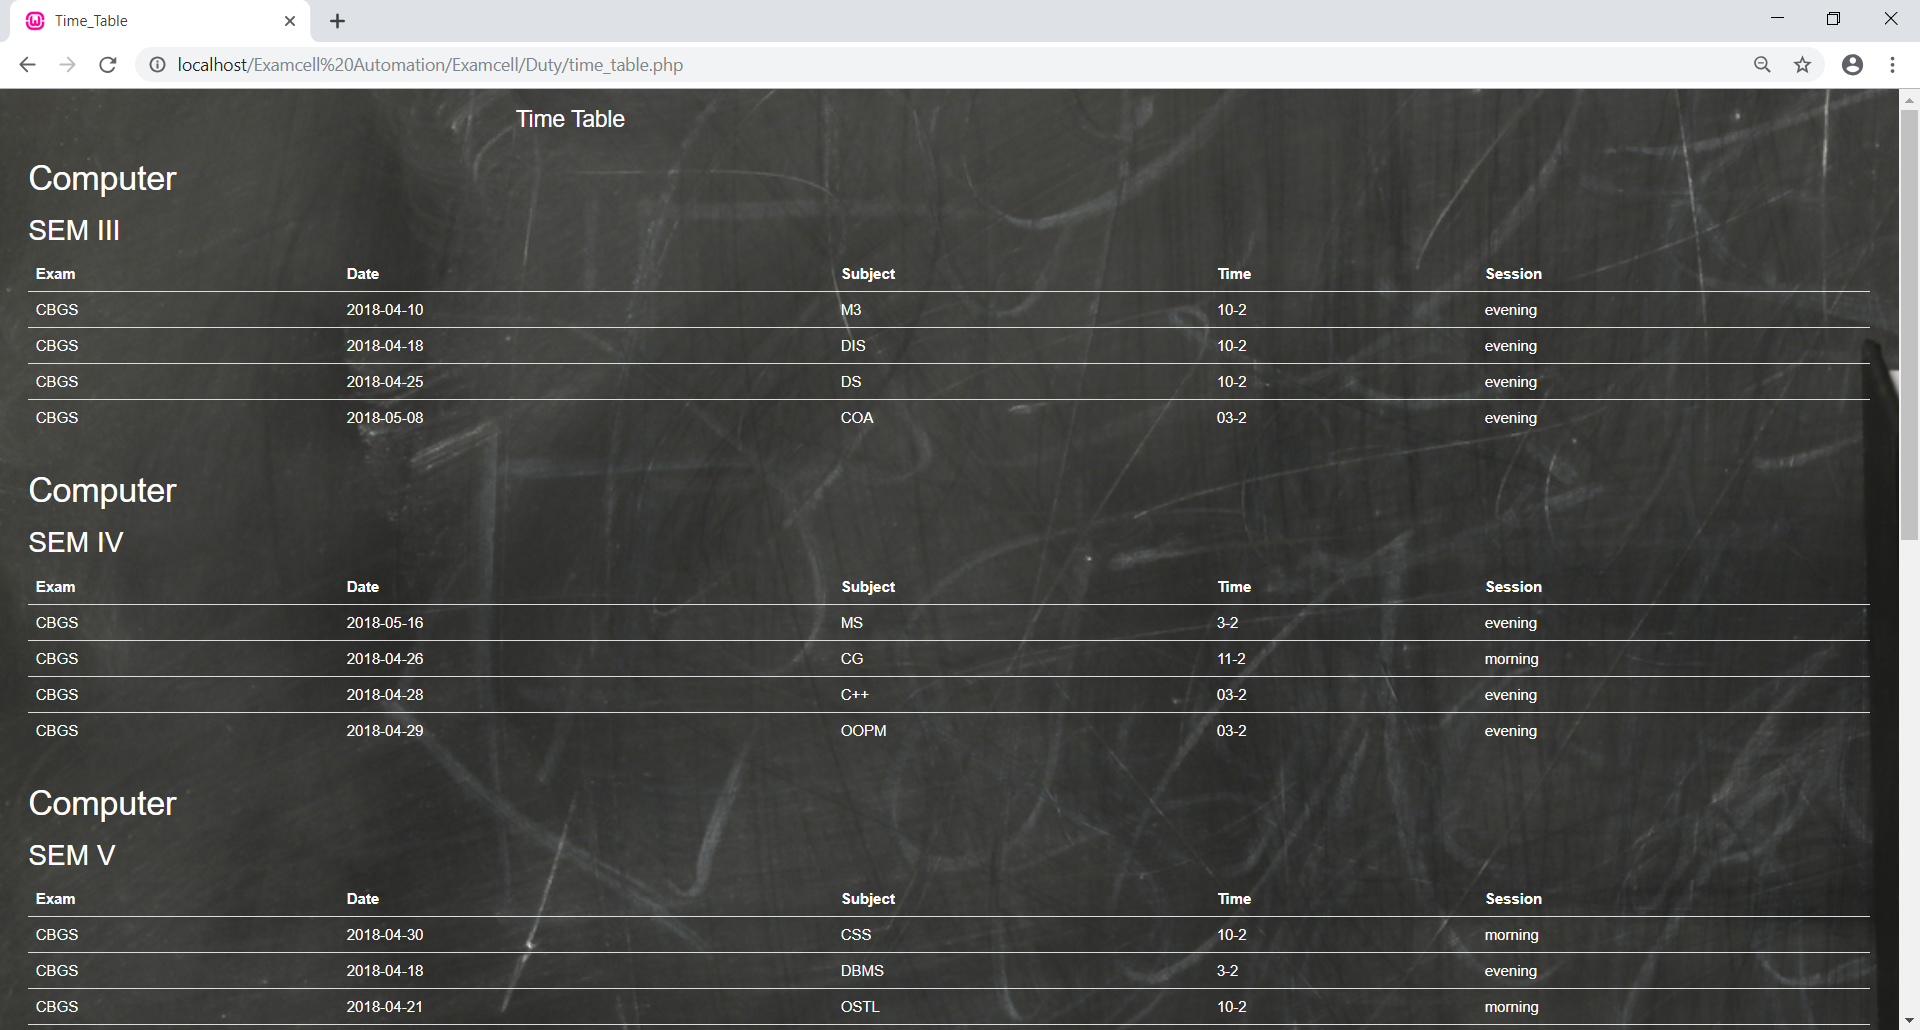 Time_Table
localhost/Examcell%20Automation/Examcell/Duty/time_table.php
Time Table
Computer
SEM III
Exam Date Subject Time Session
CBGS 2018-04-10 M3 10-2 evening
CBGS 2018-04-18 DIS 10-2 evening
CBGS 2018-04-25 DS 10-2 evening
CBGS 2018-05-08 COA 03-2 evening
Computer
SEM IV
Exam Date Subject Time Session
CBGS 2018-05-16 MS 3-2 evening
CBGS 2018-04-26 CG 11-2 morning
CBGS 2018-04-28 C++ 03-2 evening
CBGS 2018-04-29 OOPM 03-2 evening
Computer
SEM V
Exam Date Subject Time Session
CBGS 2018-04-30 CSS 10-2 morning
CBGS 2018-04-18 DBMS 3-2 evening
CBGS 2018-04-21 OSTL 10-2 morning